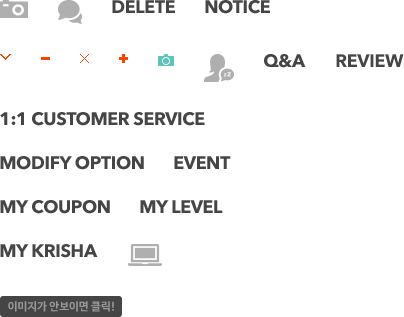 DELETE NOTICE
Q&A REVIEW
1:1 CUSTOMER SERVICE
MODIFY OPTION EVENT
MY COUPON MY LEVEL
MY KRISHA
이미지가 안보이면 클릭!